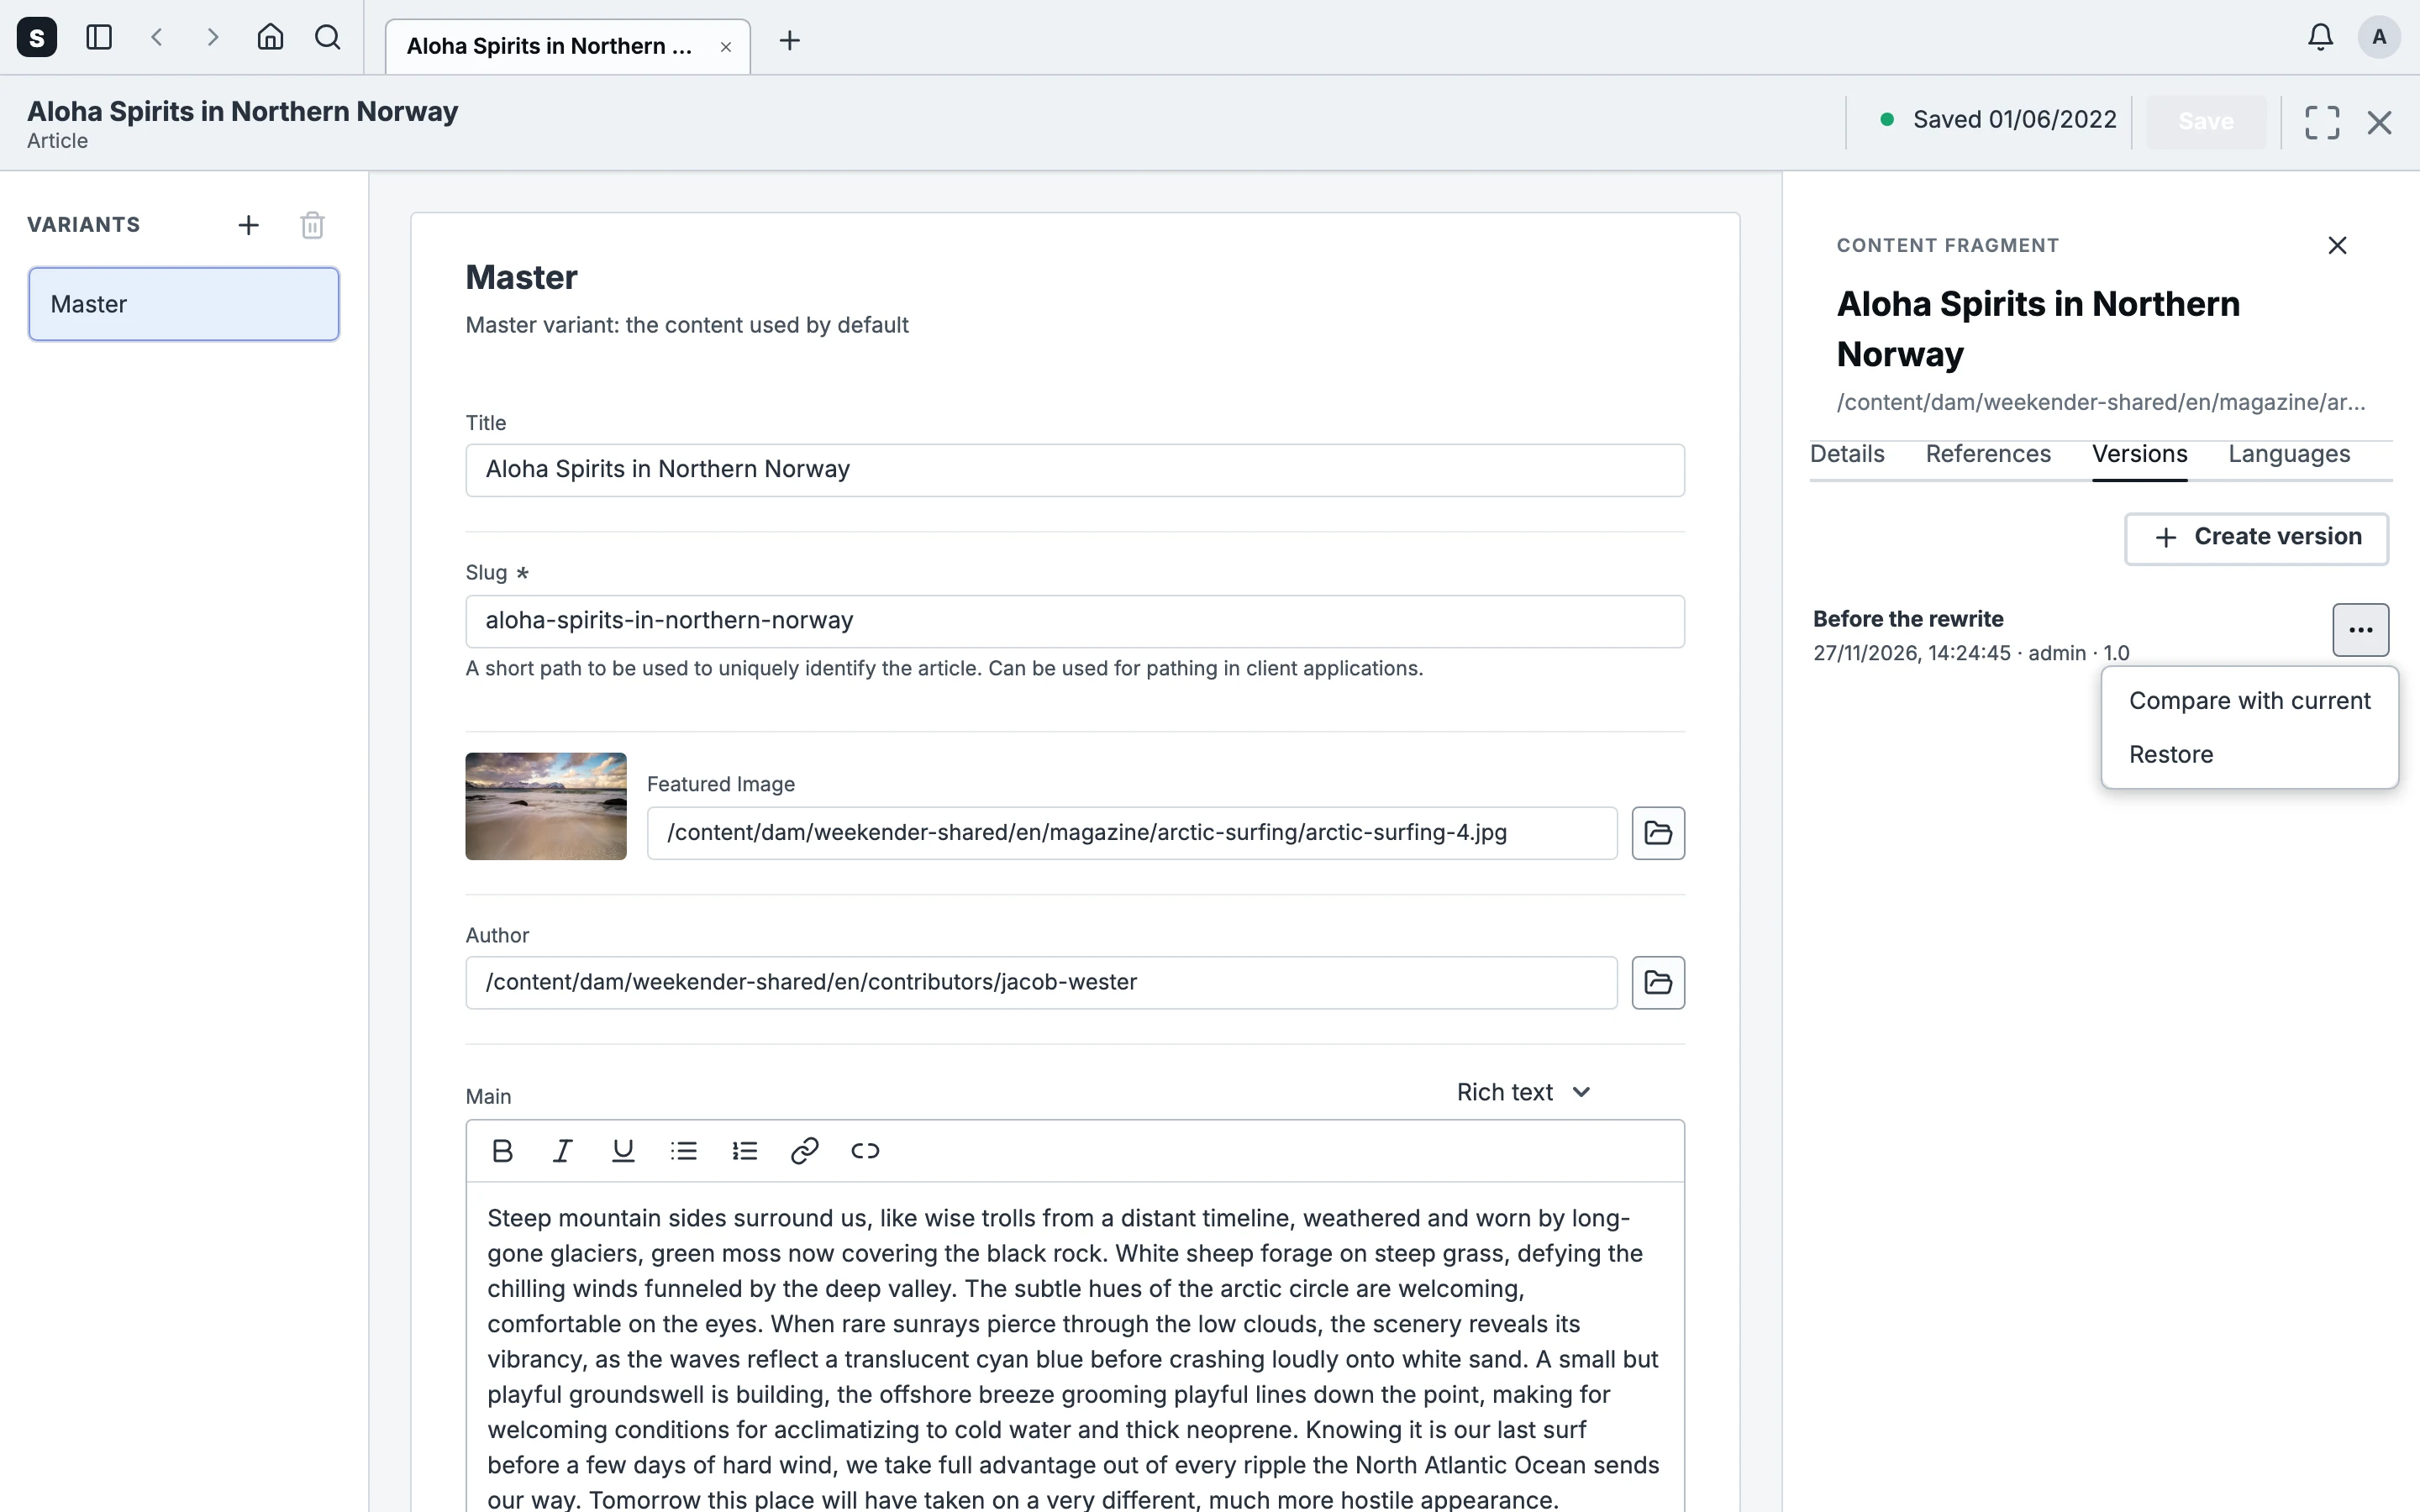 S
Aloha Spirits in Northern ...
A
Aloha Spirits in Northern Norway
Article
Saved 01/06/2022
Save
VARIANTS
Master
Master
Master variant: the content used by default
Title
Aloha Spirits in Northern Norway
Slug *
aloha-spirits-in-northern-norway
A short path to be used to uniquely identify the article. Can be used for pathing in client applications.
Featured Image
/content/dam/weekender-shared/en/magazine/arctic-surfing/arctic-surfing-4.jpg
Author
/content/dam/weekender-shared/en/contributors/jacob-wester
Main
Rich text
Steep mountain sides surround us, like wise trolls from a distant timeline, weathered and worn by long-
gone glaciers, green moss now covering the black rock. White sheep forage on steep grass, defying the
chilling winds funneled by the deep valley. The subtle hues of the arctic circle are welcoming,
comfortable on the eyes. When rare sunrays pierce through the low clouds, the scenery reveals its
vibrancy, as the waves reflect a translucent cyan blue before crashing loudly onto white sand. A small but
playful groundswell is building, the offshore breeze grooming playful lines down the point, making for
welcoming conditions for acclimatizing to cold water and thick neoprene. Knowing it is our last surf
before a few days of hard wind, we take full advantage out of every ripple the North Atlantic Ocean sends
our way. Tomorrow this place will have taken on a very different, much more hostile appearance.
CONTENT FRAGMENT
Aloha Spirits in Northern
Norway
/content/dam/weekender-shared/en/magazine/ar...
Details References Versions Languages
Create version
Before the rewrite
27/11/2026, 14:24:45 · admin · 1.0
Compare with current
Restore